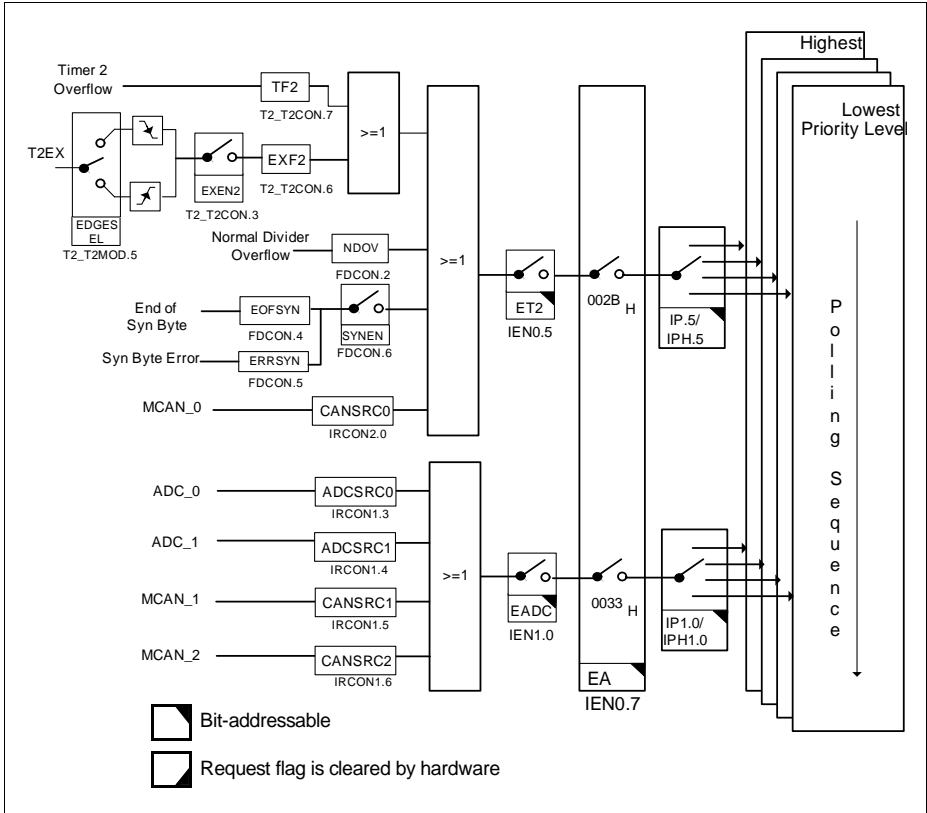 Highest
Timer 2
Overflow
TF2
T2_T2CON.7
>=1
Lowest
Priority Level
T2EX
EXF2
T2_T2CON.6
EXEN2
T2_T2CON.3
EDGES
EL
T2_T2MOD.5
Normal Divider
Overflow
NDOV
FDCON.2
>=1
ET2
IEN0.5
002B H
IP.5/
IPH.5
End of
Syn Byte
EOFSYN
FDCON.4
SYNEN
FDCON.6
Syn Byte Error
ERRSYN
FDCON.5
MCAN_0
CANSRC0
IRCON2.0
Polling Sequence
ADC_0
ADCSRC0
IRCON1.3
ADC_1
ADCSRC1
IRCON1.4
>=1
EADC
IEN1.0
0033 H
IP1.0/
IPH1.0
MCAN_1
CANSRC1
IRCON1.5
MCAN_2
CANSRC2
IRCON1.6
EA
IEN0.7
Bit-addressable
Request flag is cleared by hardware